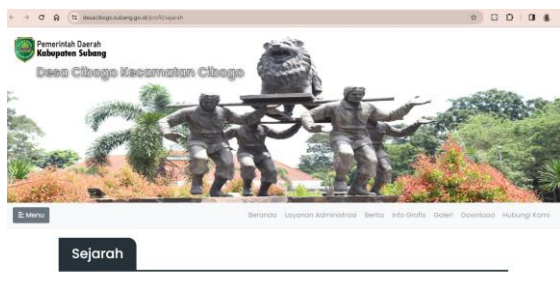 desacibogo.subang.go.id/profil/sejarah
Pemerintah Daerah
Kabupaten Subang
Desa Cibogo Kecamatan Cibogo
Menu
Beranda Layanan Administrasi Berita Info Grafis Galeri Download Hubungi Kami
Sejarah